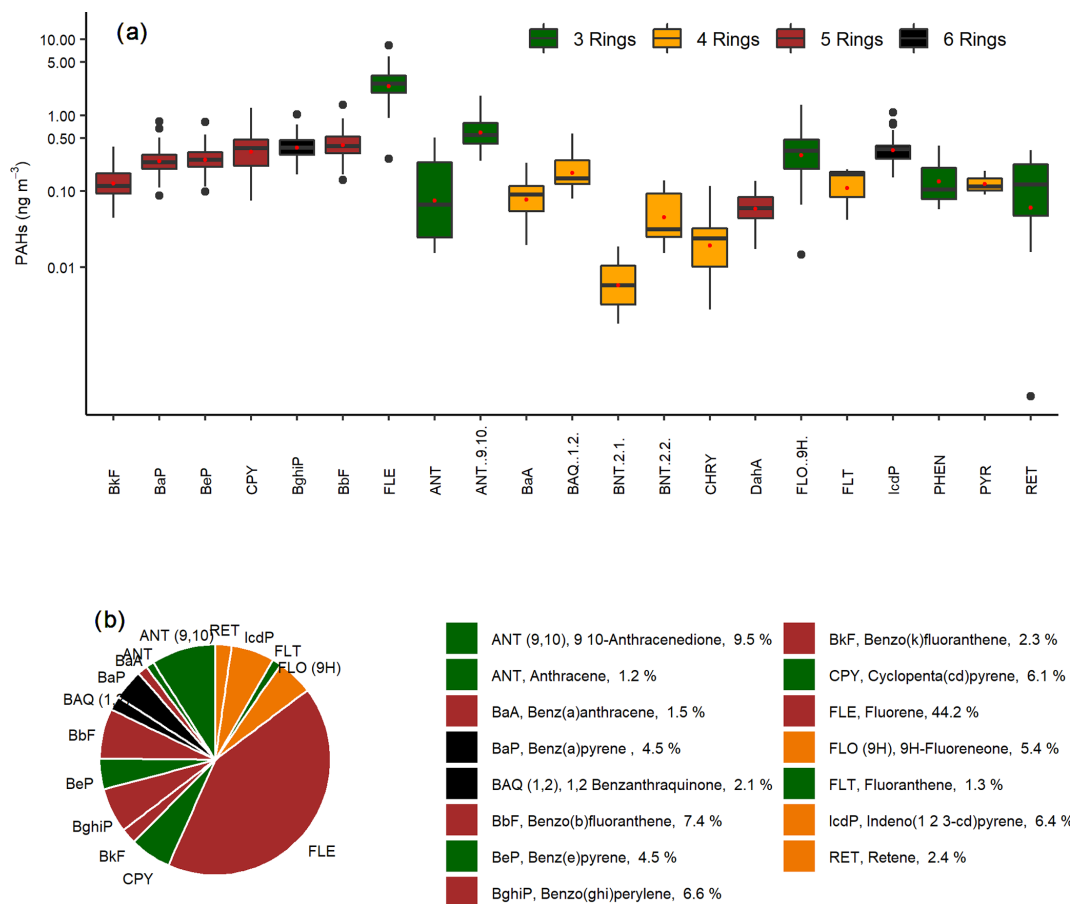 (a)
3 Rings 4 Rings 5 Rings 6 Rings
PAHs (ng m−3)
10.00
5.00
1.00
0.50
0.10
0.01
BkF
BaP
BeP
CPY
BghiP
BbF
FLE
ANT
ANT..9.10.
BaA
BAQ..1.2.
BNT.2.1.
BNT.2.2.
CHRY
DahA
FLO..9H.
FLT
IcdP
PHEN
PYR
RET
(b)
ANT (9,10)
RET
IcdP
FLT
FLO (9H)
ANT
BaA
BaP
BAQ (1,2)
BbF
BeP
BghiP
BkF
CPY
FLE
ANT (9,10), 9 10-Anthracenedione, 9.5 %
ANT, Anthracene, 1.2 %
BaA, Benz(a)anthracene, 1.5 %
BaP, Benz(a)pyrene , 4.5 %
BAQ (1,2), 1,2 Benzanthraquinone, 2.1 %
BbF, Benzo(b)fluoranthene, 7.4 %
BeP, Benz(e)pyrene, 4.5 %
BghiP, Benzo(ghi)perylene, 6.6 %
BkF, Benzo(k)fluoranthene, 2.3 %
CPY, Cyclopenta(cd)pyrene, 6.1 %
FLE, Fluorene, 44.2 %
FLO (9H), 9H-Fluoreneone, 5.4 %
FLT, Fluoranthene, 1.3 %
IcdP, Indeno(1 2 3-cd)pyrene, 6.4 %
RET, Retene, 2.4 %